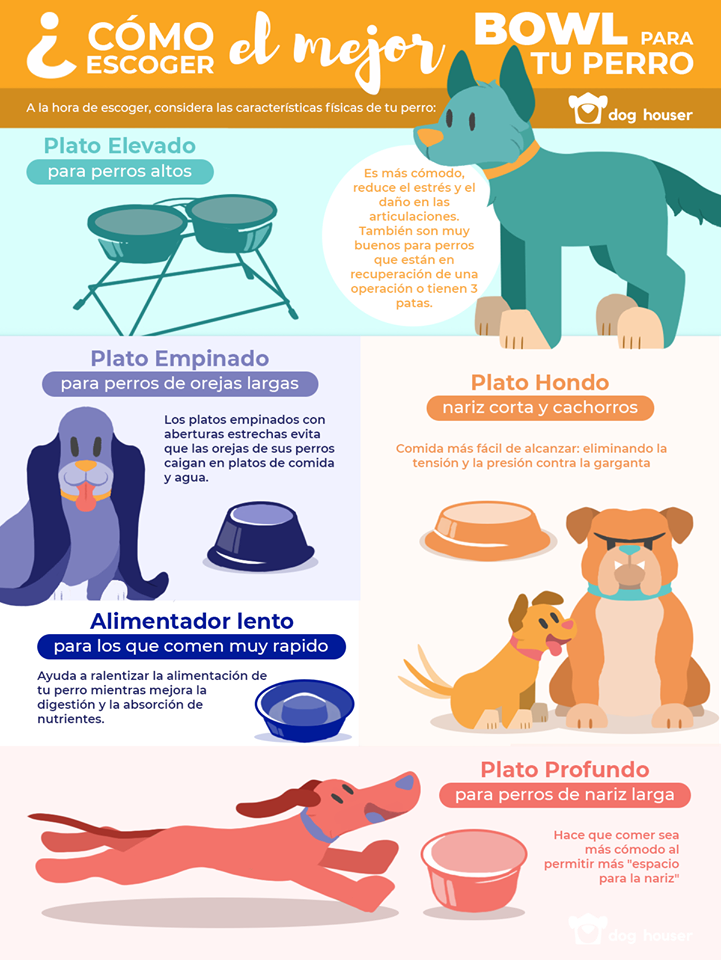 ¿CÓMO ESCOGER el mejor BOWL PARA TU PERRO
A la hora de escoger, considera las características físicas de tu perro:
dog houser
Plato Elevado
para perros altos
Es más cómodo,
reduce el estrés y el
daño en las
articulaciones.
También son muy
buenos para perros
que están en
recuperación de una
operación o tienen 3
patas.
Plato Empinado
para perros de orejas largas
Los platos empinados con
aberturas estrechas evita
que las orejas de sus perros
caigan en platos de comida
y agua.
Plato Hondo
nariz corta y cachorros
Comida más fácil de alcanzar: eliminando la
tensión y la presión contra la garganta
Alimentador lento
para los que comen muy rapido
Ayuda a ralentizar la alimentación de
tu perro mientras mejora la
digestión y la absorción de
nutrientes.
Plato Profundo
para perros de nariz larga
Hace que comer sea
más cómodo al
permitir más "espacio
para la nariz"
dog houser